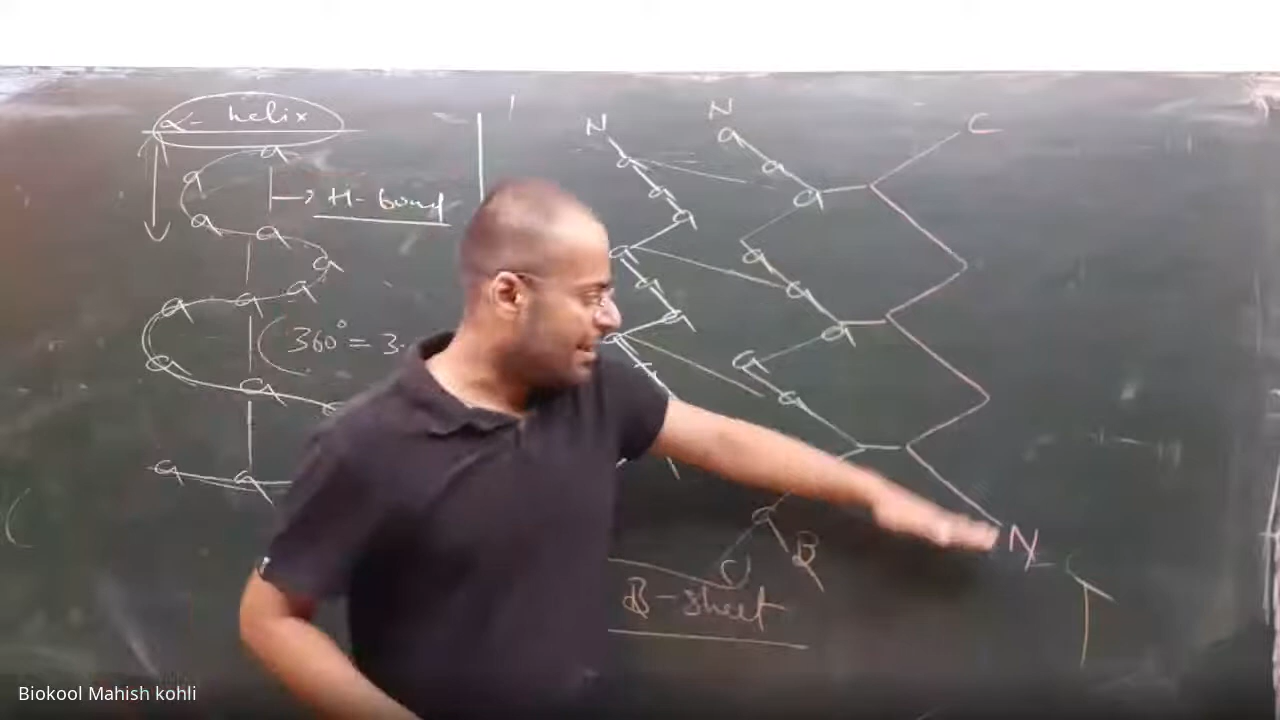 α- helix
→ H-bond
360° = 3.
N
N
C
N
B
C
β-sheet
Biokool Mahish kohli